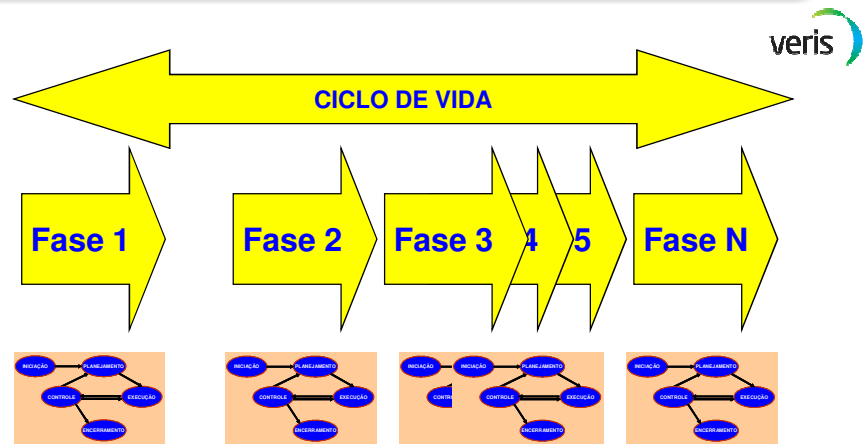 veris
CICLO DE VIDA
Fase 1 Fase 2 Fase 3 4 5 Fase N
INICIAÇÃO PLANEJAMENTO INICIAÇÃO PLANEJAMENTO INICIAÇÃO INICIAÇÃO PLANEJAMENTO INICIAÇÃO PLANEJAMENTO
CONTROLE EXECUÇÃO CONTROLE EXECUÇÃO CONTR CONTROLE EXECUÇÃO CONTROLE EXECUÇÃO
ENCERRAMENTO ENCERRAMENTO ENCERRAMENTO ENCERRAMENTO